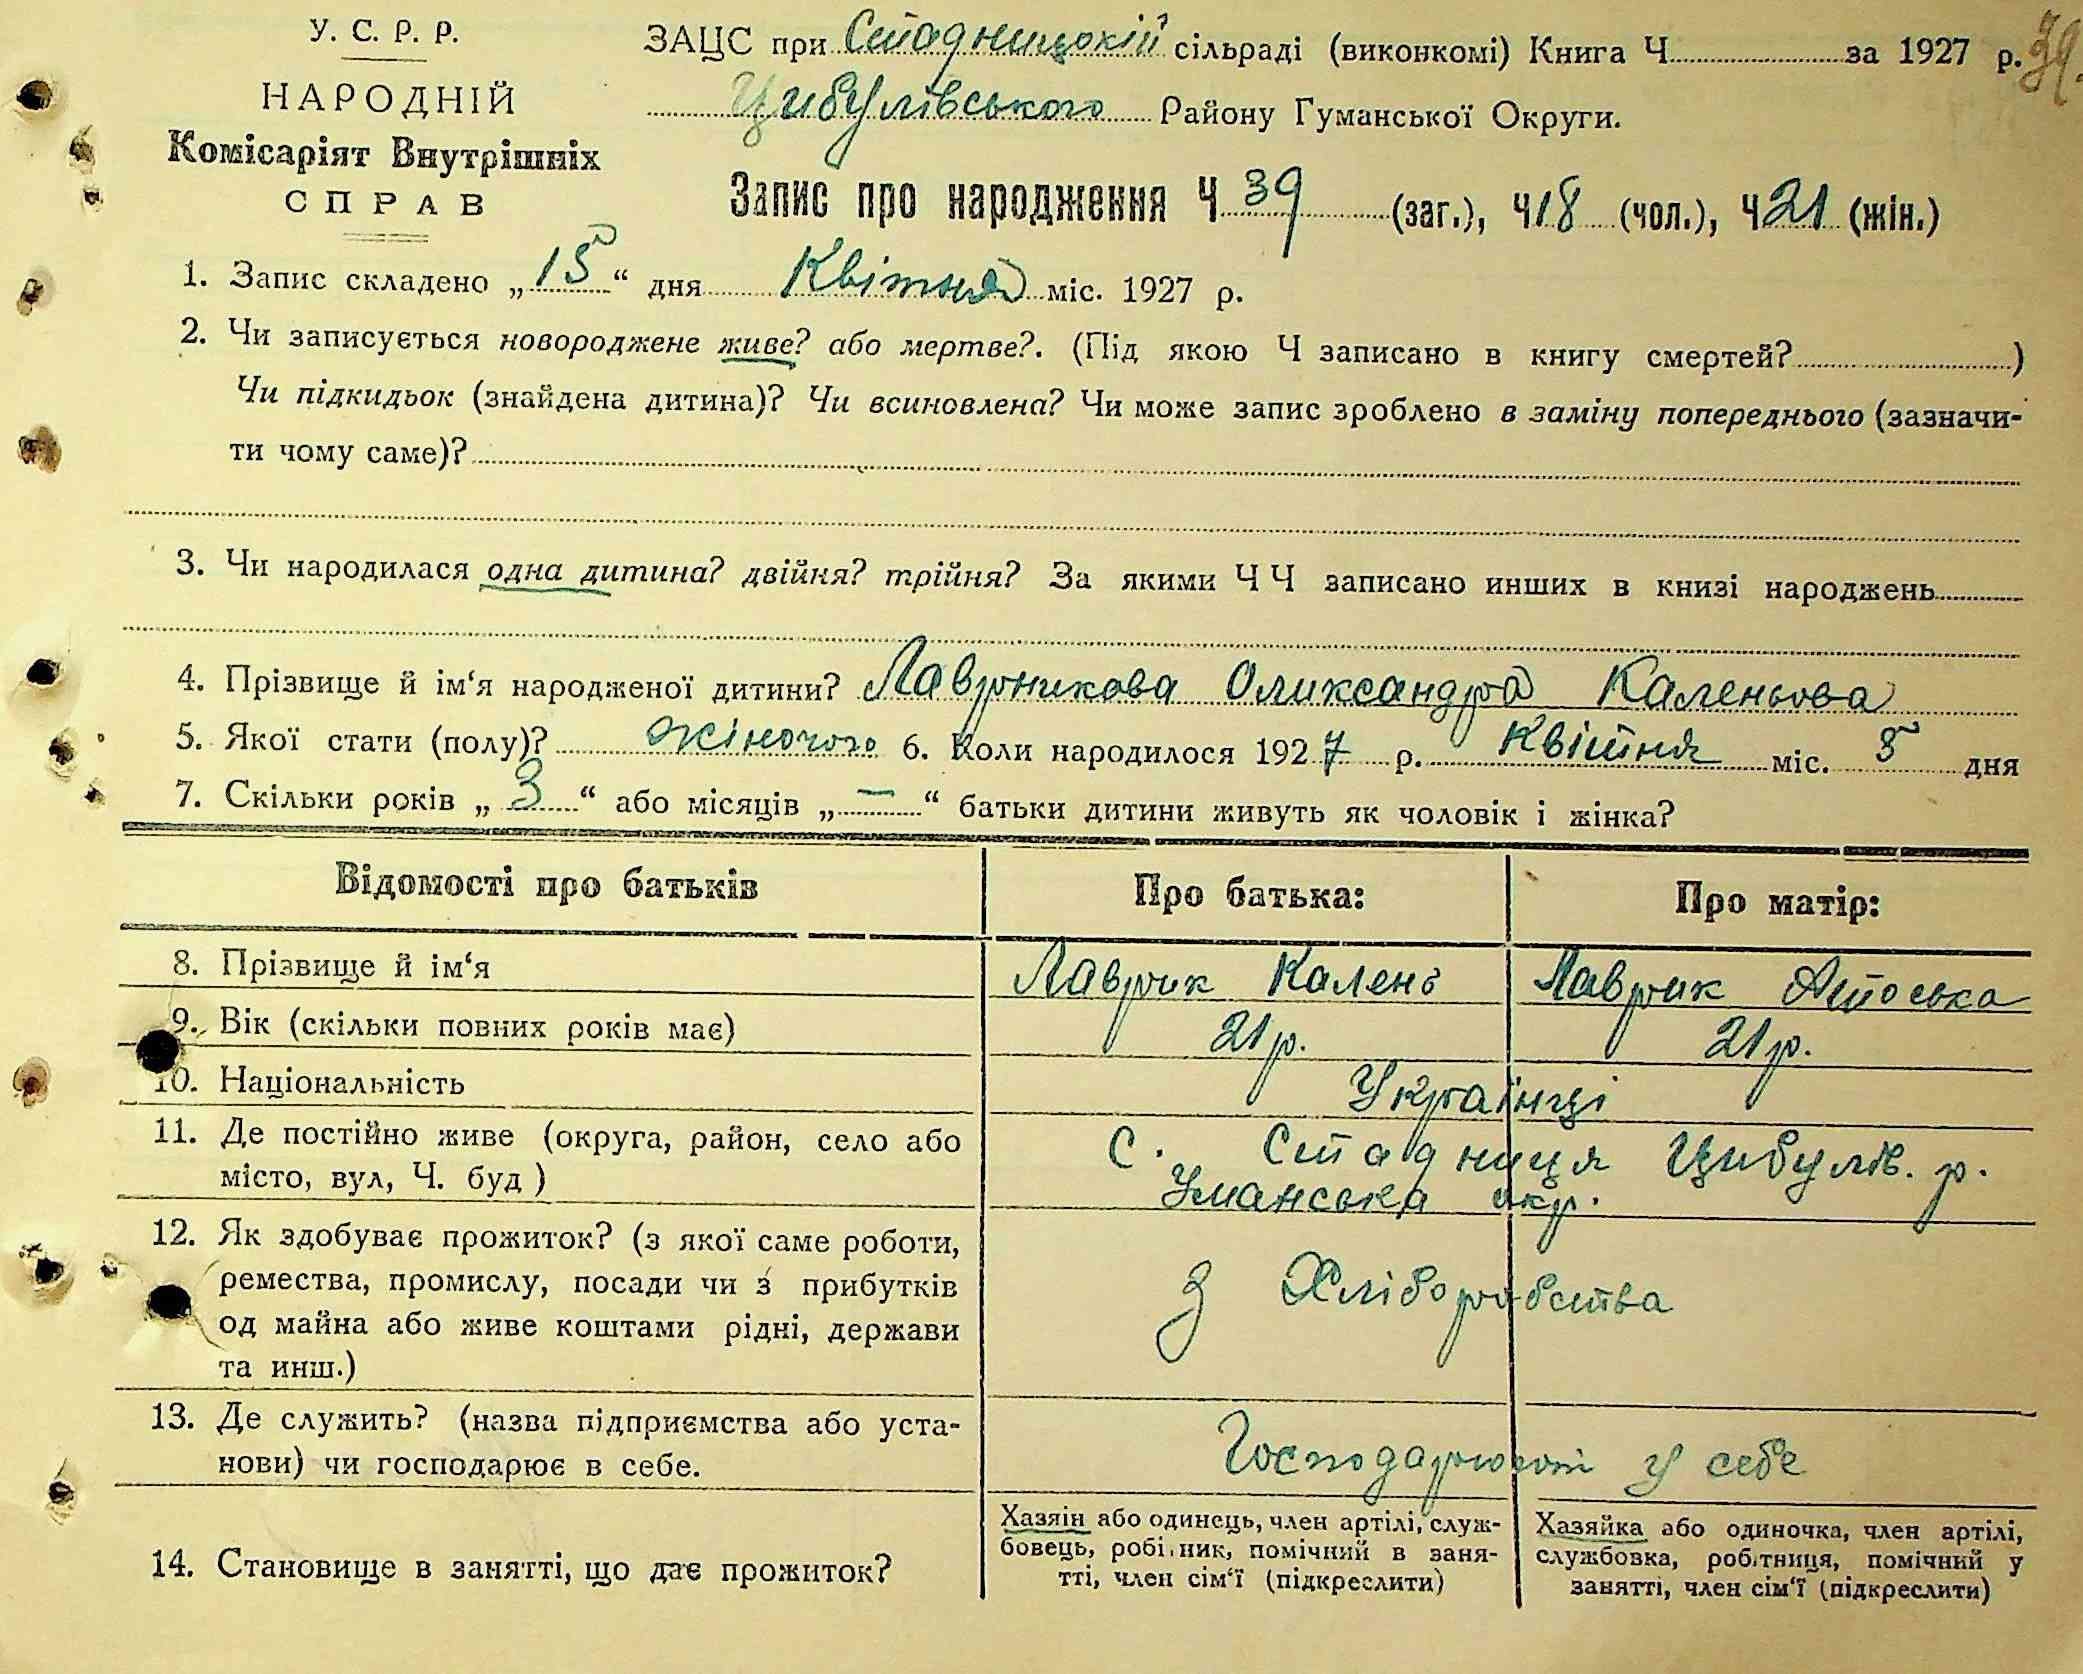 У. С. Р. Р.
НАРОДНІЙ
Комісаріят Внутрішніх
СПРАВ
ЗАЦС при Стадницькій сільраді (виконкомі) Книга Ч. за 1927 р.
39.
Цибулівського Району Гуманської Округи.
Запис про народження Ч. 39 (заг.), Ч 18 (чол.), Ч 21 (жін.)
1. Запис складено „15“ дня Квітня міс. 1927 р.
2. Чи записується новороджене живе? або мертве?. (Під якою Ч записано в книгу смертей? )
Чи підкидьок (знайдена дитина)? Чи всиновлена? Чи може запис зроблено в заміну попереднього (зазначи-
ти чому саме)?
3. Чи народилася одна дитина? двійня? трійня? За якими Ч Ч записано инших в книзі народжень
4. Прізвище й ім‘я народженої дитини? Лаврикова Оликсандра Каленьова
5. Якої стати (полу)? жіночого 6. Коли народилося 1927 р. Квітня міс. 5 дня
7. Скільки років „3“ або місяців „—“ батьки дитини живуть як чоловік і жінка?
Відомості про батьків Про батька: Про матір:
8. Прізвище й ім‘я Лаврик Калень Лаврик Атоська
9. Вік (скільки повних років має) 21 р. 21 р.
10. Національність Українці
11. Де постійно живе (округа, район, село або
місто, вул, Ч. буд )
С. Стадниця Цибулів. р.
Уманська окр.
12. Як здобуває прожиток? (з якої саме роботи,
ремества, промислу, посади чи з прибутків
од майна або живе коштами рідні, держави
та инш.)
З Хліборобства
13. Де служить? (назва підприємства або уста-
нови) чи господарює в себе.
Господарюют у себе
14. Становище в занятті, що дає прожиток?
Хазяїн або одинець, член артілі, служ-
бовець, робі ник, помічний в заня-
тті, член сім‘ї (підкреслити)
Хазяйка або одиночка, член артілі,
службовка, робітниця, помічний у
занятті, член сім‘ї (підкреслити)